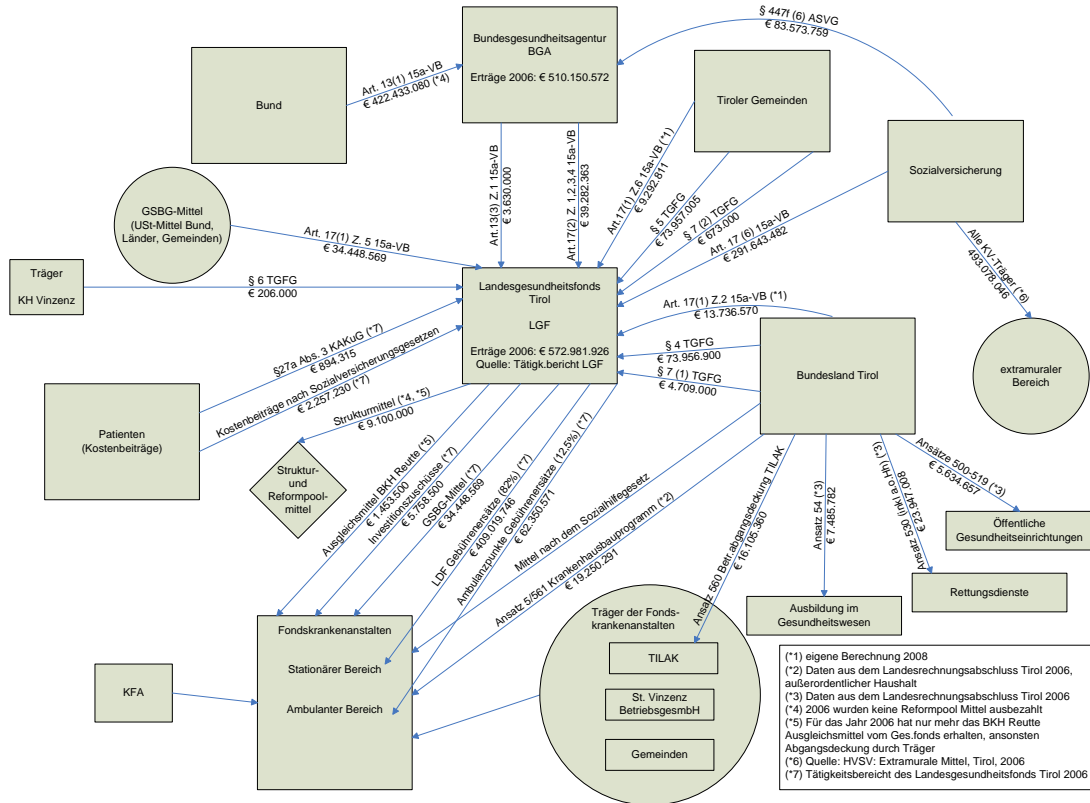 § 447f (6) ASVG
€ 83.573.759
Bundesgesundheitsagentur
BGA
Erträge 2006: € 510.150.572
Art. 13(1) 15a-VB
€ 422.433.080 (*4)
Bund
Tiroler Gemeinden
Sozialversicherung
Art.13(3) Z.1 15a-VB
€ 3.630.000
Art.17(2) Z. 1,2,3,4 15a-VB
€ 39.282.363
Art.17(1) Z.6 15a-VB (*1)
€ 9.292.811
§ 5 TGFG
€ 73.957.005
§ 7 (2) TGFG
€ 673.000
Art. 17 (6) 15a-VB
€ 291.643.482
Alle KV-Träger (*6)
493.078.046
GSBG-Mittel
(USt-Mittel Bund,
Länder, Gemeinden)
Art. 17(1) Z. 5 15a-VB
€ 34.448.569
Träger
KH Vinzenz
§ 6 TGFG
€ 206.000
Landesgesundheitsfonds
Tirol
LGF
Erträge 2006: € 572.981.926
Quelle: Tätigk.bericht LGF
Art. 17(1) Z.2 15a-VB (*1)
€ 13.736.570
§ 4 TGFG
€ 73.956.900
§ 7 (1) TGFG
€ 4.709.000
Bundesland Tirol
extramuraler
Bereich
§27a Abs. 3 KAKuG (*7)
€ 894.315
Kostenbeiträge nach Sozialversicherungsgesetzen
€ 2.257.230 (*7)
Patienten
(Kostenbeiträge)
Strukturmittel (*4, *5)
€ 9.100.000
Struktur-
und
Reformpool-
mittel
Ausgleichsmittel BKH Reutte (*5)
€ 1.453.500
Investitionszuschüsse (*7)
€ 5.758.500
GSBG-Mittel (*7)
€ 34.448.569
LDF Gebührenersätze (82%) (*7)
€ 409.019.746
Ambulanzpunkte Gebührenersätze (12,5%) (*7)
€ 62.350.571
Mittel nach dem Sozialhilfegesetz
Ansatz 5/561 Krankenhausbauprogramm (*2)
€ 19.250.291
Ansatz 560 Betr.abgangsdeckung TILAK
€ 16.105.360
Ansatz 54 (*3)
€ 7.485.782
Ansatz 530 (inkl a.o.Hh) (*3)
€ 23.947.008
Ansätze 500-519 (*3)
€ 5.634.657
Öffentliche
Gesundheitseinrichtungen
Rettungsdienste
Ausbildung im
Gesundheitswesen
Fondskrankenanstalten
Stationärer Bereich
Ambulanter Bereich
KFA
Träger der Fonds-
krankenanstalten
TILAK
St. Vinzenz
BetriebsgesmbH
Gemeinden
(*1) eigene Berechnung 2008
(*2) Daten aus dem Landesrechnungsabschluss Tirol 2006,
außerordentlicher Haushalt
(*3) Daten aus dem Landesrechnungsabschluss Tirol 2006
(*4) 2006 wurden keine Reformpool Mittel ausbezahlt
(*5) Für das Jahr 2006 hat nur mehr das BKH Reutte
Ausgleichsmittel vom Ges.fonds erhalten, ansonsten
Abgangsdeckung durch Träger
(*6) Quelle: HVSV: Extramurale Mittel, Tirol, 2006
(*7) Tätigkeitsbericht des Landesgesundheitsfonds Tirol 2006